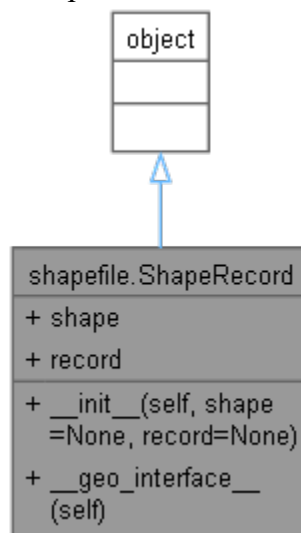 object
shapefile.ShapeRecord
+ shape
+ record
+ __init__(self, shape
=None, record=None)
+ __geo_interface__
(self)